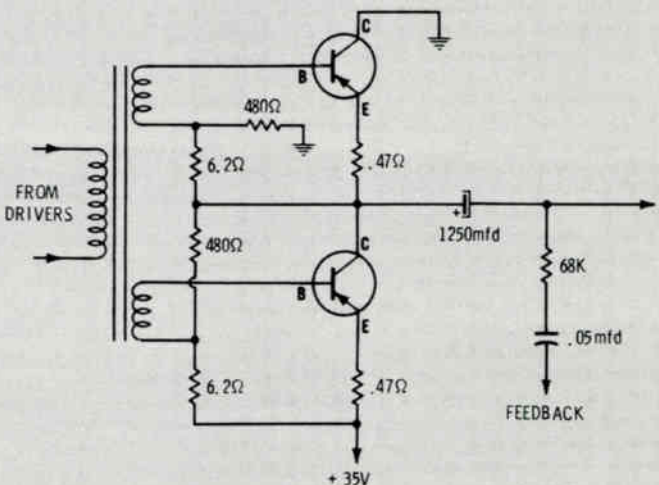 C
B
E
480Ω
6.2Ω
.47Ω
FROM
DRIVERS
+
1250mfd
480Ω
C
B
E
68K
.05mfd
6.2Ω
.47Ω
FEEDBACK
+ 35V